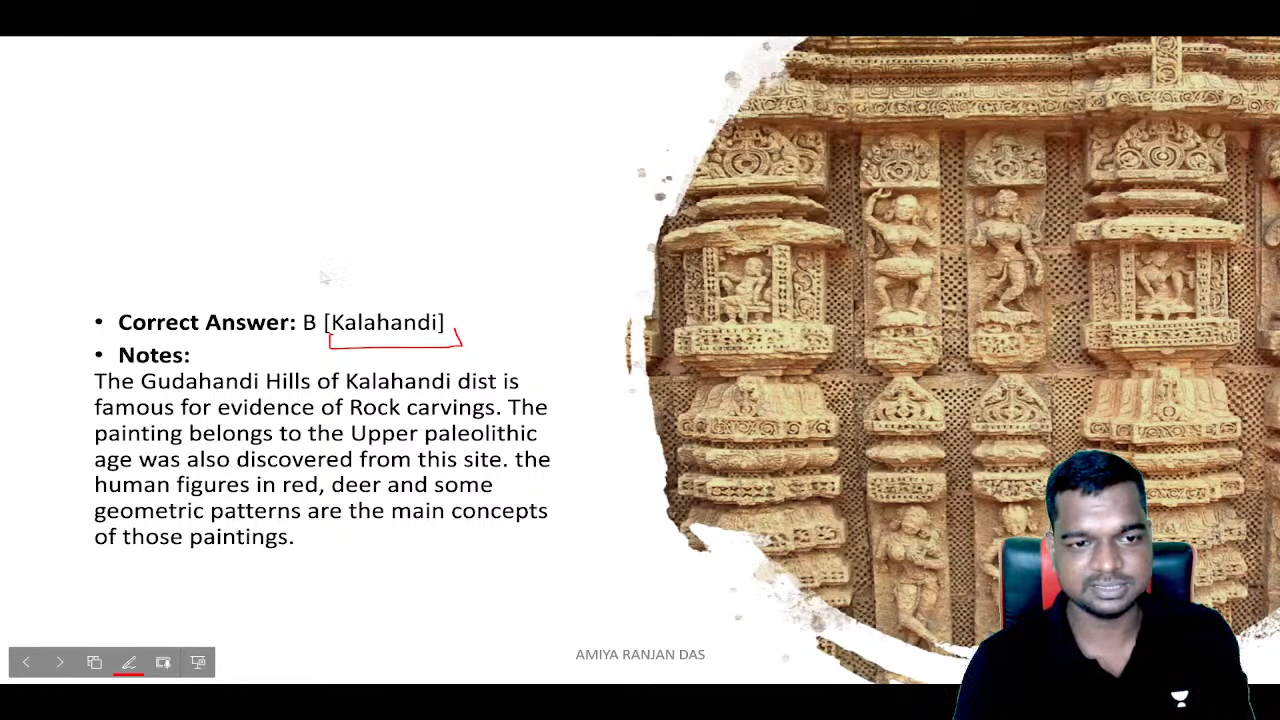 • Correct Answer: B [Kalahandi]
• Notes:
The Gudahandi Hills of Kalahandi dist is
famous for evidence of Rock carvings. The
painting belongs to the Upper paleolithic
age was also discovered from this site. the
human figures in red, deer and some
geometric patterns are the main concepts
of those paintings.
AMIYA RANJAN DAS